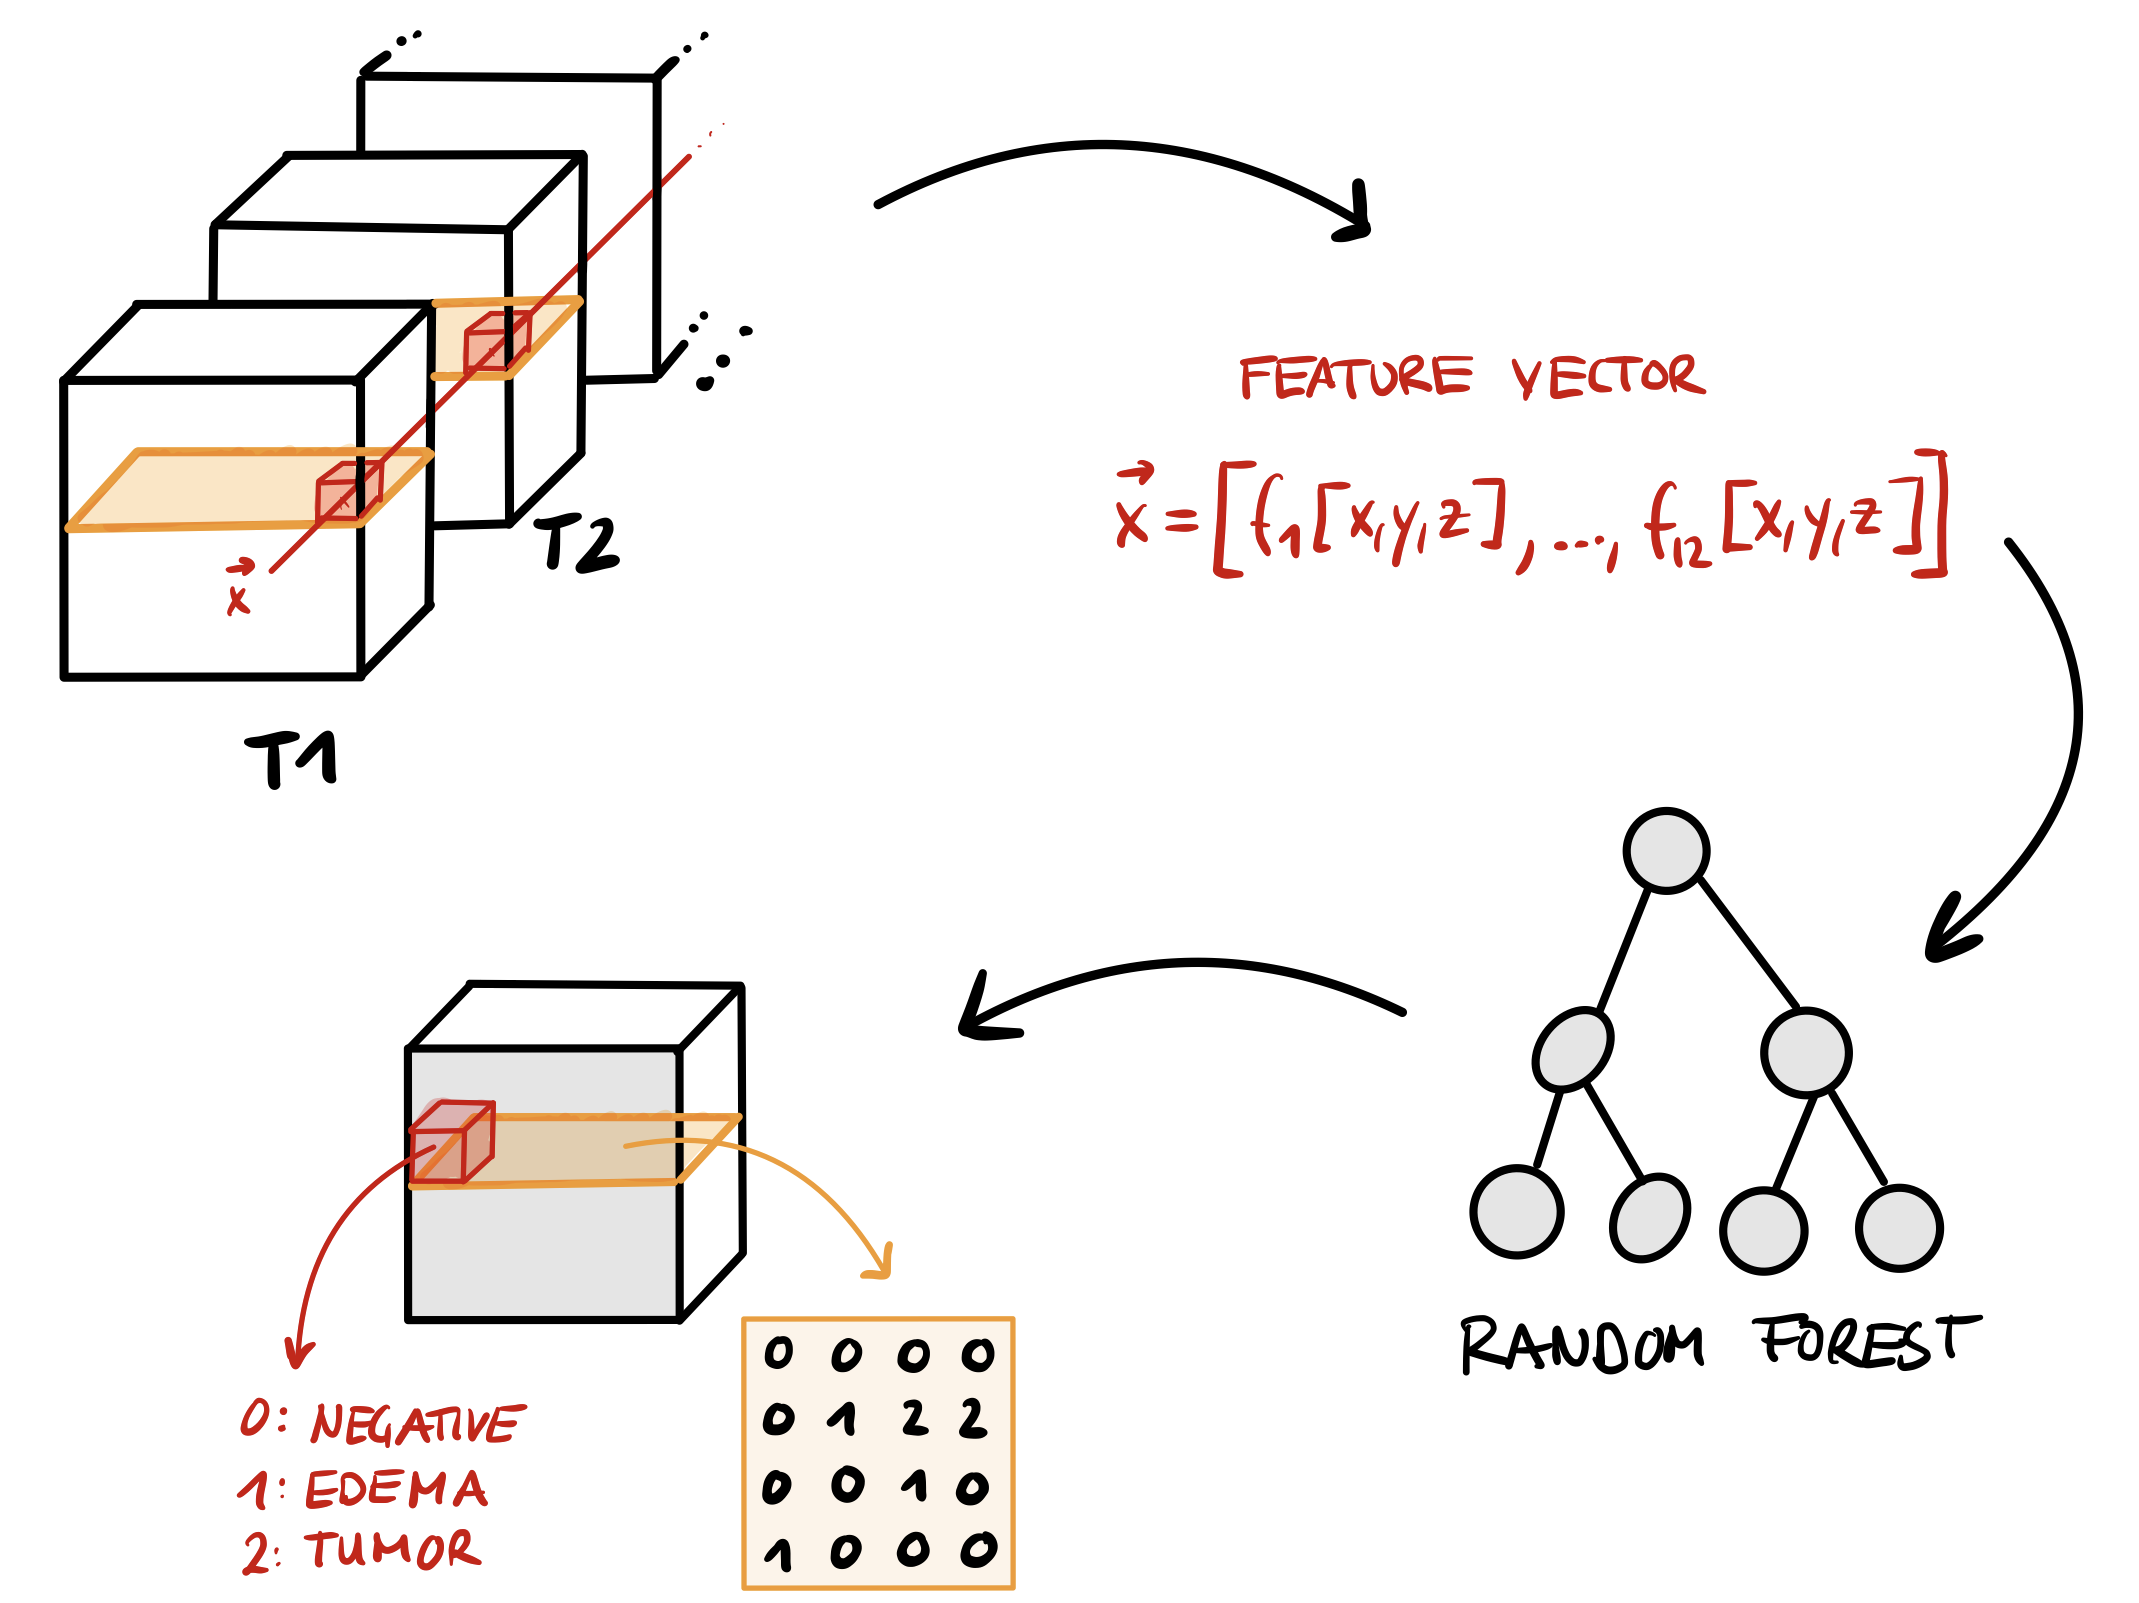 T2
x⃗
T1
FEATURE VECTOR
x⃗ = [f₁[x,y,z], ..., f₁₂[x,y,z]]
RANDOM FOREST
0: NEGATIVE
1: EDEMA
2: TUMOR
0 0 0 0
0 1 2 2
0 0 1 0
1 0 0 0